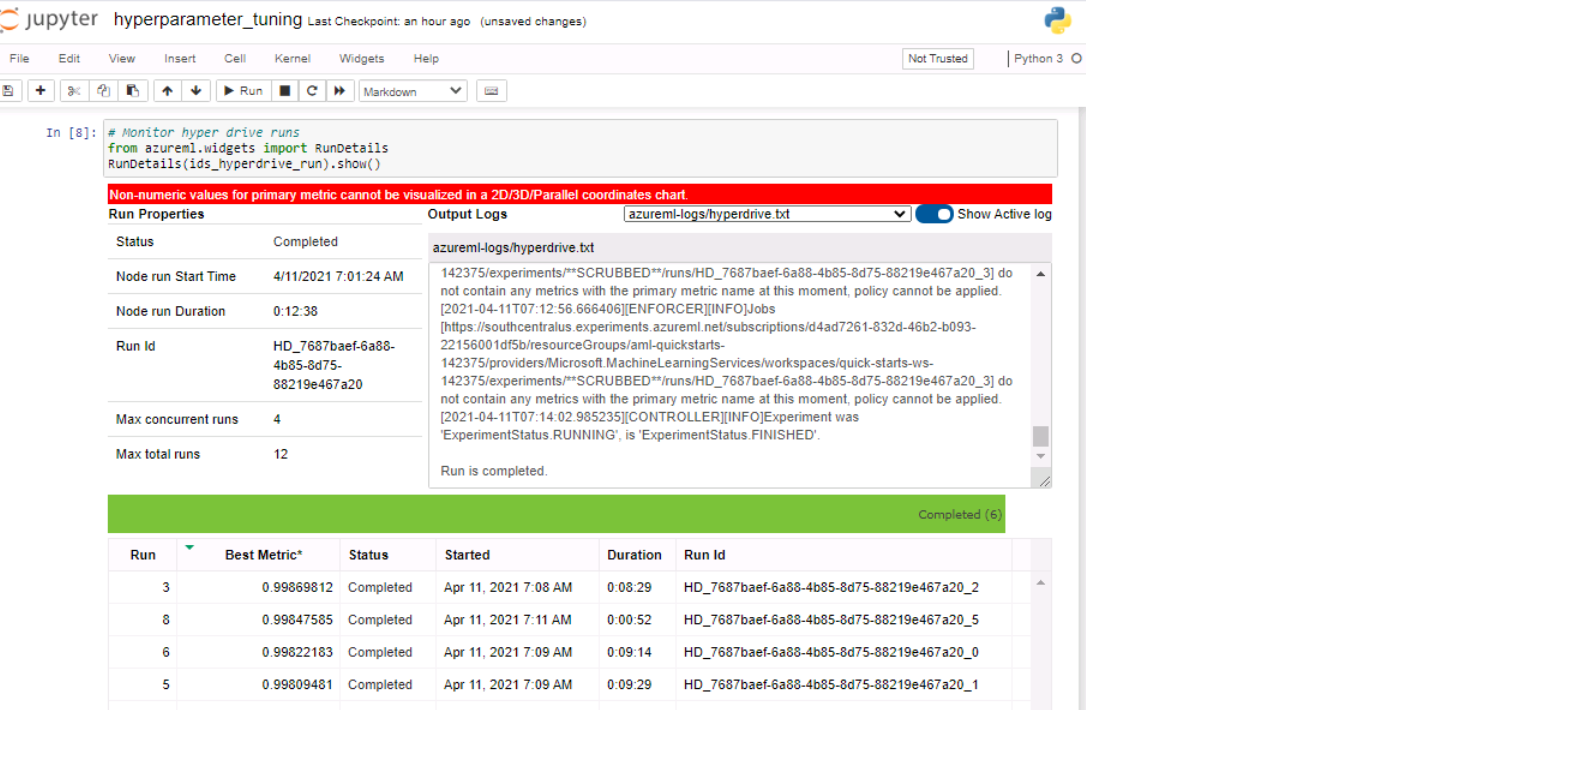 jupyter hyperparameter_tuning Last Checkpoint: an hour ago (unsaved changes)
File Edit View Insert Cell Kernel Widgets Help Not Trusted Python 3
Run Markdown
In [8]: # Monitor hyper drive runs
from azureml.widgets import RunDetails
RunDetails(ids_hyperdrive_run).show()
Non-numeric values for primary metric cannot be visualized in a 2D/3D/Parallel coordinates chart.
Run Properties
Status Completed
Node run Start Time 4/11/2021 7:01:24 AM
Node run Duration 0:12:38
Run Id HD_7687baef-6a88-
4b85-8d75-
88219e467a20
Max concurrent runs 4
Max total runs 12
Output Logs azureml-logs/hyperdrive.txt Show Active log
azureml-logs/hyperdrive.txt
142375/experiments/**SCRUBBED**/runs/HD_7687baef-6a88-4b85-8d75-88219e467a20_3] do
not contain any metrics with the primary metric name at this moment, policy cannot be applied.
[2021-04-11T07:12:56.666406][ENFORCER][INFO]Jobs
[https://southcentralus.experiments.azureml.net/subscriptions/d4ad7261-832d-46b2-b093-
22156001df5b/resourceGroups/aml-quickstarts-
142375/providers/Microsoft.MachineLearningServices/workspaces/quick-starts-ws-
142375/experiments/**SCRUBBED**/runs/HD_7687baef-6a88-4b85-8d75-88219e467a20_3] do
not contain any metrics with the primary metric name at this moment, policy cannot be applied.
[2021-04-11T07:14:02.985235][CONTROLLER][INFO]Experiment was
'ExperimentStatus.RUNNING', is 'ExperimentStatus.FINISHED'.
Run is completed.
Completed (6)
Run Best Metric* Status Started Duration Run Id
3 0.99869812 Completed Apr 11, 2021 7:08 AM 0:08:29 HD_7687baef-6a88-4b85-8d75-88219e467a20_2
8 0.99847585 Completed Apr 11, 2021 7:11 AM 0:00:52 HD_7687baef-6a88-4b85-8d75-88219e467a20_5
6 0.99822183 Completed Apr 11, 2021 7:09 AM 0:09:14 HD_7687baef-6a88-4b85-8d75-88219e467a20_0
5 0.99809481 Completed Apr 11, 2021 7:09 AM 0:09:29 HD_7687baef-6a88-4b85-8d75-88219e467a20_1